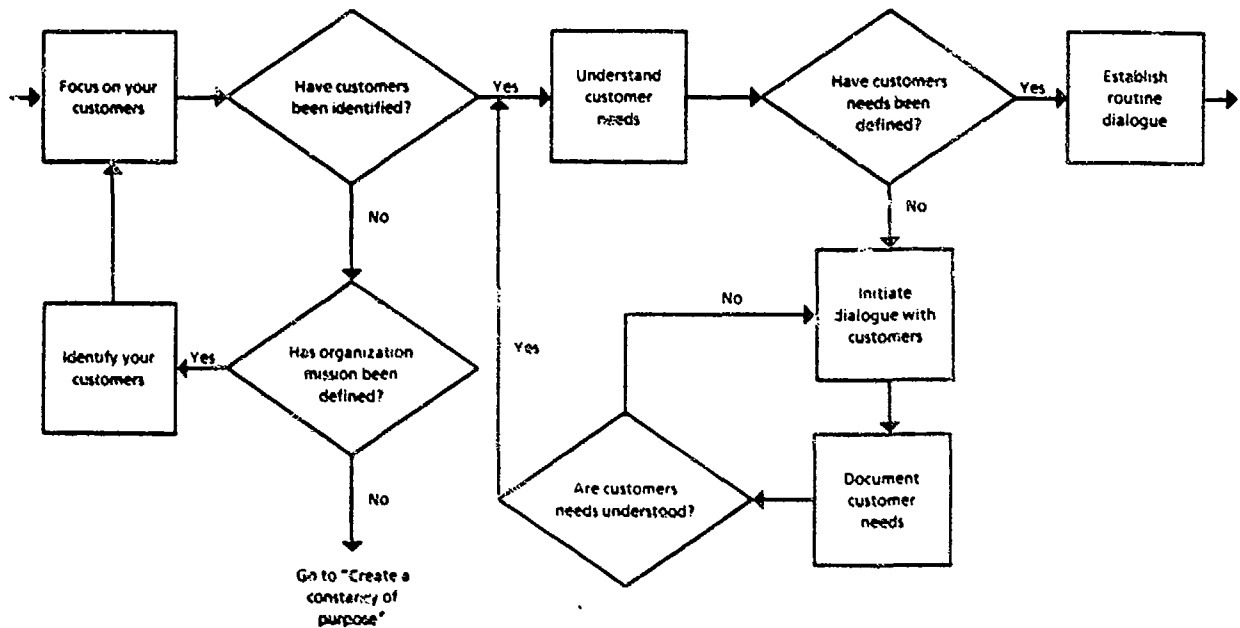 Focus on your
customers
Have customers
been identified?
Yes
Understand
customer
needs
Have customers
needs been
defined?
Yes
Establish
routine
dialogue
No
No
Identify your
customers
Yes
Has organization
mission been
defined?
Yes
No
Initiate
dialogue with
customers
No
Are customers
needs understood?
Document
customer
needs
Go to "Create a
constancy of
purpose"